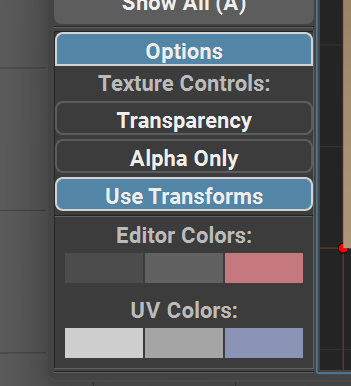 Show All (A)
Options
Texture Controls:
Transparency
Alpha Only
Use Transforms
Editor Colors:
UV Colors: